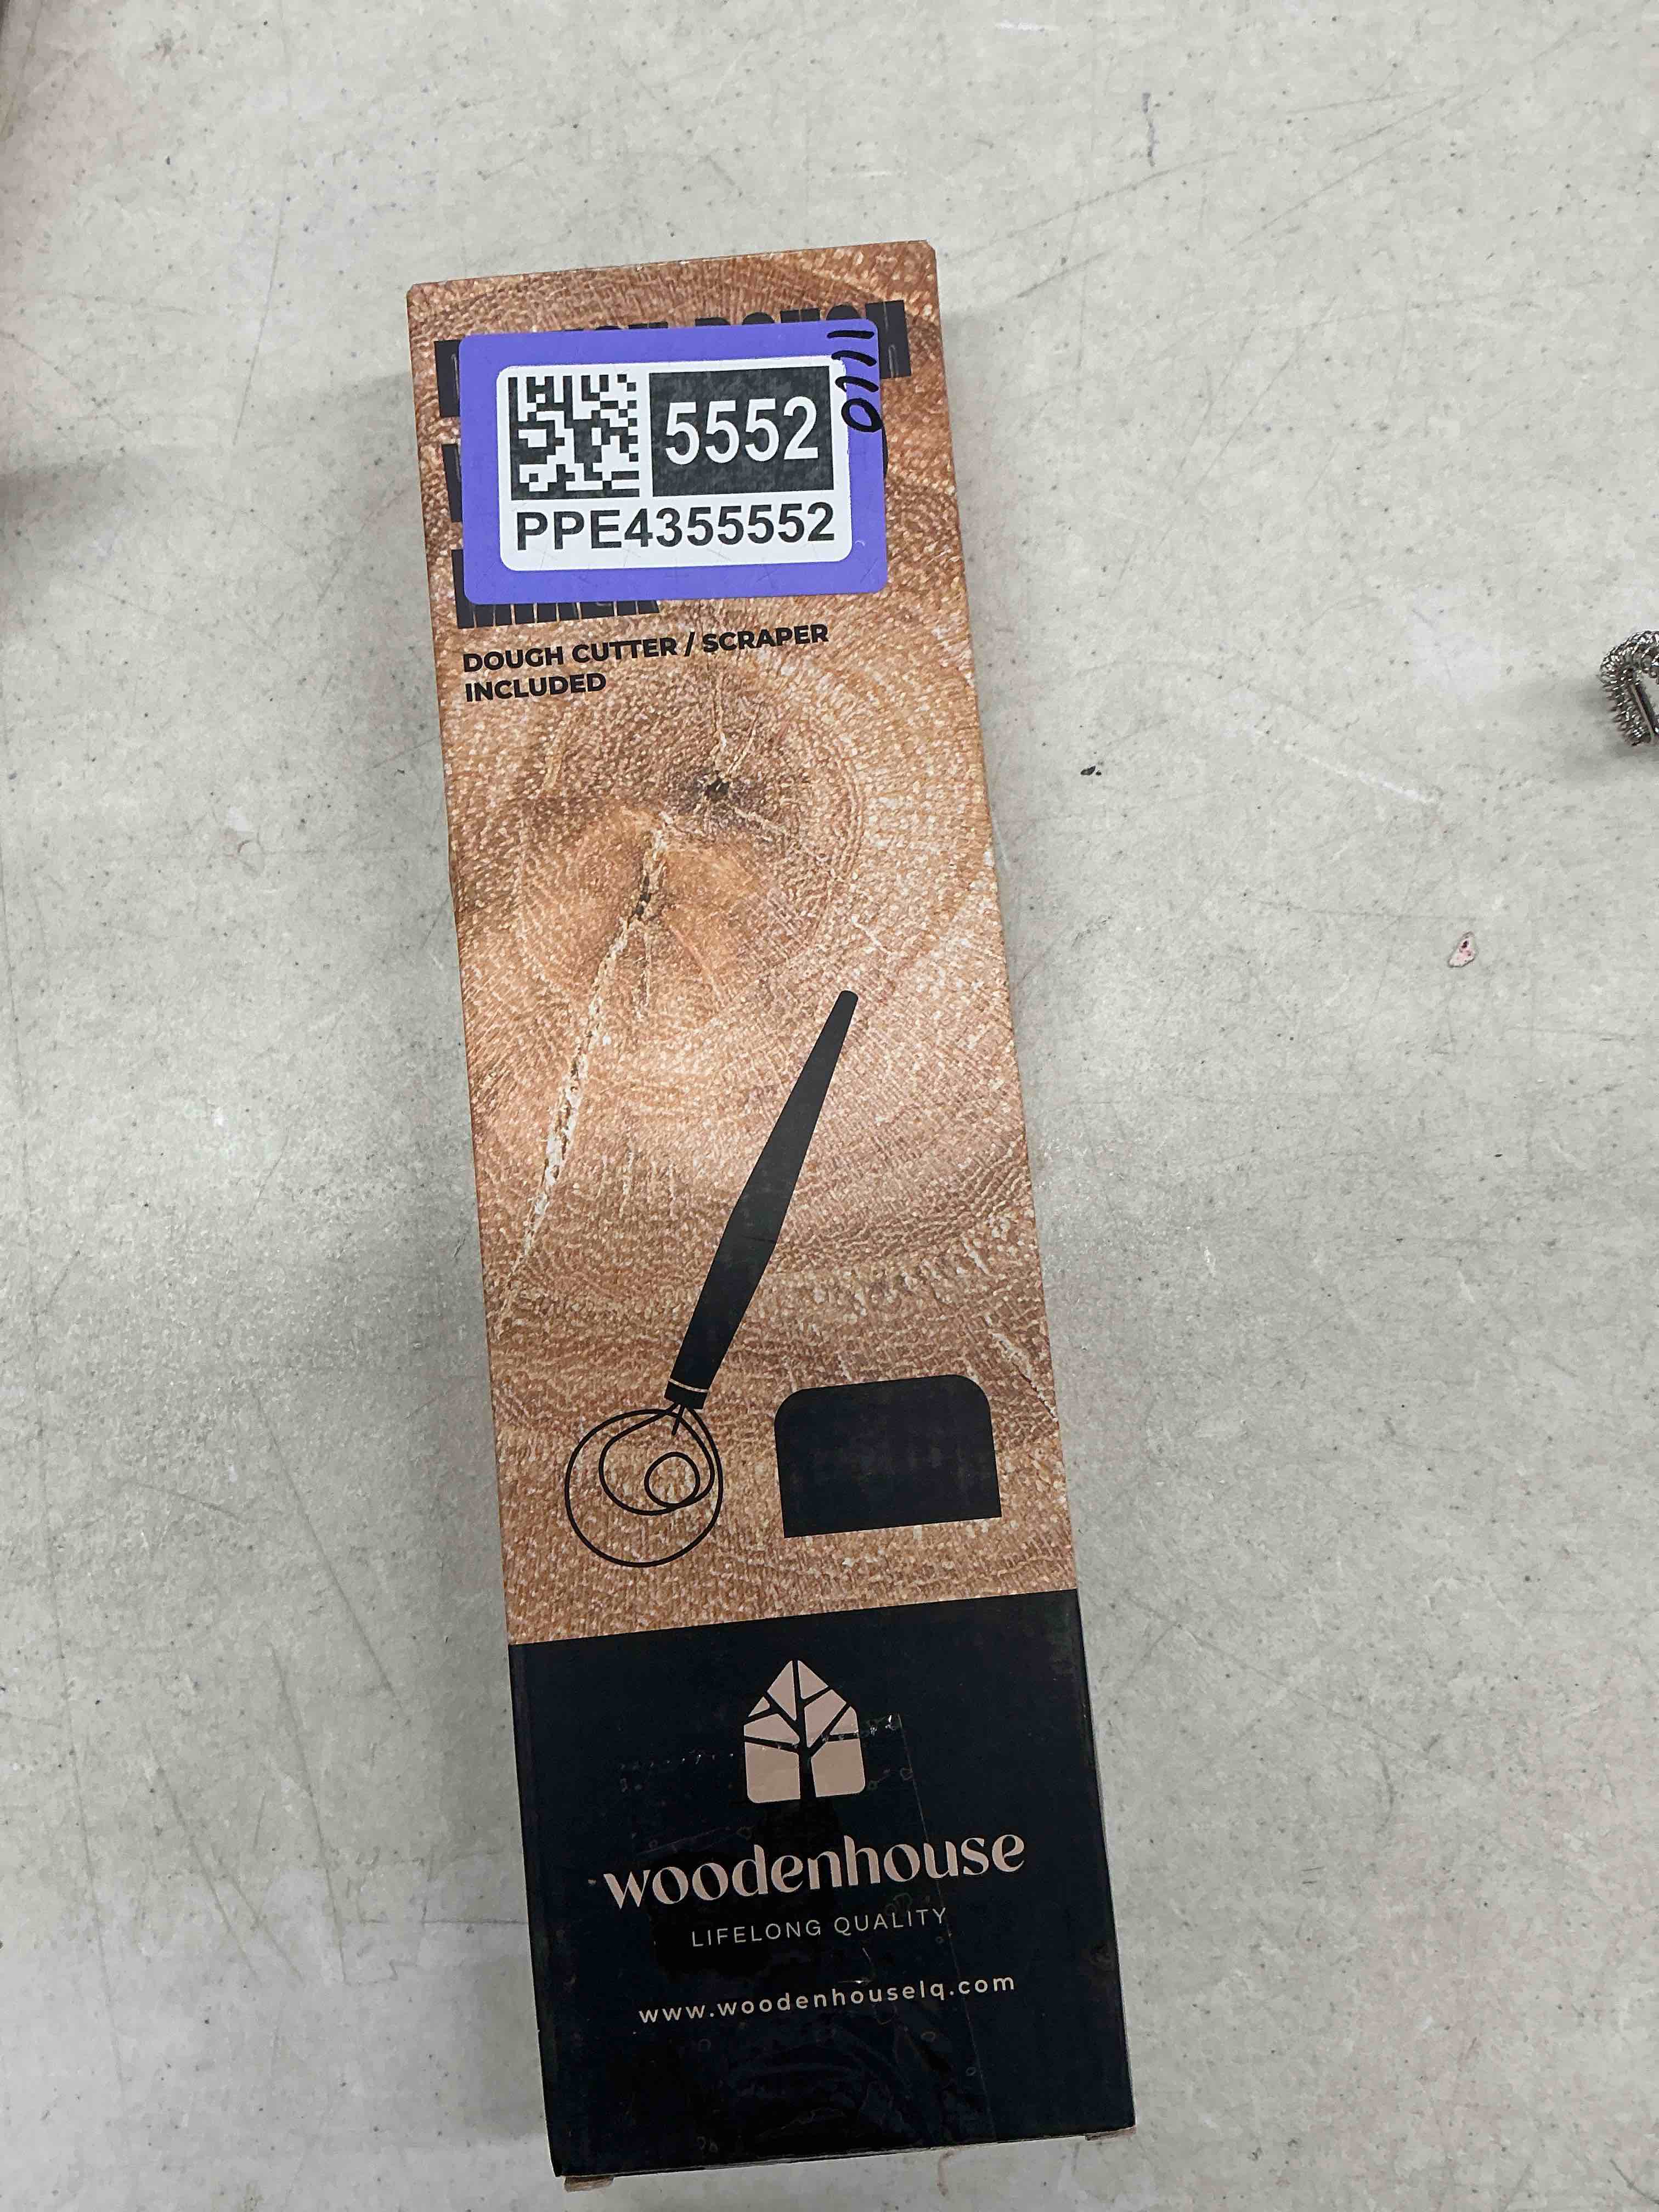 5552
PPE4355552
0111
DOUGH CUTTER / SCRAPER
INCLUDED
woodenhouse
LIFELONG QUALITY
www.woodenhouselq.com